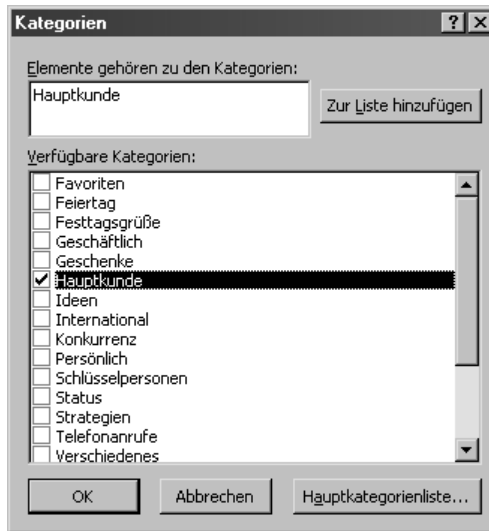 Kategorien
Elemente gehören zu den Kategorien:
Hauptkunde
Zur Liste hinzufügen
Verfügbare Kategorien:
Favoriten
Feiertag
Festtagsgrüße
Geschäftlich
Geschenke
Hauptkunde
Ideen
International
Konkurrenz
Persönlich
Schlüsselpersonen
Status
Strategien
Telefonanrufe
Verschiedenes
OK Abbrechen Hauptkategorienliste...